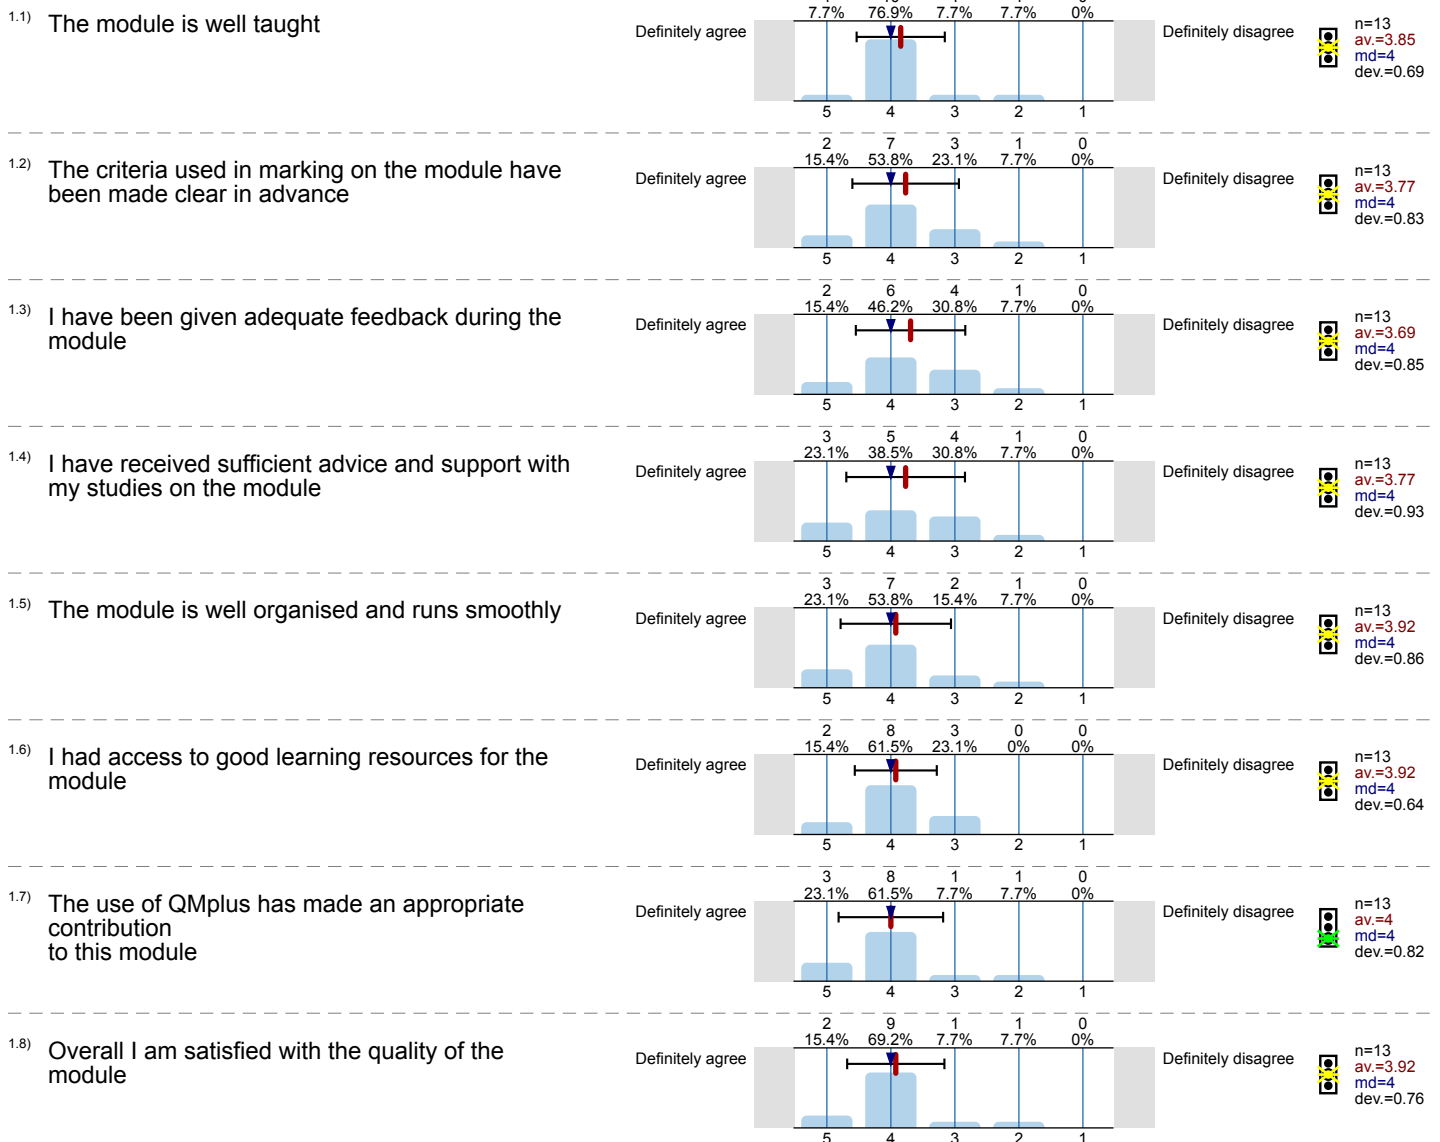 7.7% 76.9% 7.7% 7.7% 0%
1.1) The module is well taught
Definitely agree
Definitely disagree
n=13
av.=3.85
md=4
dev.=0.69
5 4 3 2 1
2 7 3 1 0
15.4% 53.8% 23.1% 7.7% 0%
1.2) The criteria used in marking on the module have
been made clear in advance
Definitely agree
Definitely disagree
n=13
av.=3.77
md=4
dev.=0.83
5 4 3 2 1
2 6 4 1 0
15.4% 46.2% 30.8% 7.7% 0%
1.3) I have been given adequate feedback during the
module
Definitely agree
Definitely disagree
n=13
av.=3.69
md=4
dev.=0.85
5 4 3 2 1
3 5 4 1 0
23.1% 38.5% 30.8% 7.7% 0%
1.4) I have received sufficient advice and support with
my studies on the module
Definitely agree
Definitely disagree
n=13
av.=3.77
md=4
dev.=0.93
5 4 3 2 1
3 7 2 1 0
23.1% 53.8% 15.4% 7.7% 0%
1.5) The module is well organised and runs smoothly
Definitely agree
Definitely disagree
n=13
av.=3.92
md=4
dev.=0.86
5 4 3 2 1
2 8 3 0 0
15.4% 61.5% 23.1% 0% 0%
1.6) I had access to good learning resources for the
module
Definitely agree
Definitely disagree
n=13
av.=3.92
md=4
dev.=0.64
5 4 3 2 1
3 8 1 1 0
23.1% 61.5% 7.7% 7.7% 0%
1.7) The use of QMplus has made an appropriate
contribution
to this module
Definitely agree
Definitely disagree
n=13
av.=4
md=4
dev.=0.82
5 4 3 2 1
2 9 1 1 0
15.4% 69.2% 7.7% 7.7% 0%
1.8) Overall I am satisfied with the quality of the
module
Definitely agree
Definitely disagree
n=13
av.=3.92
md=4
dev.=0.76
5 4 3 2 1